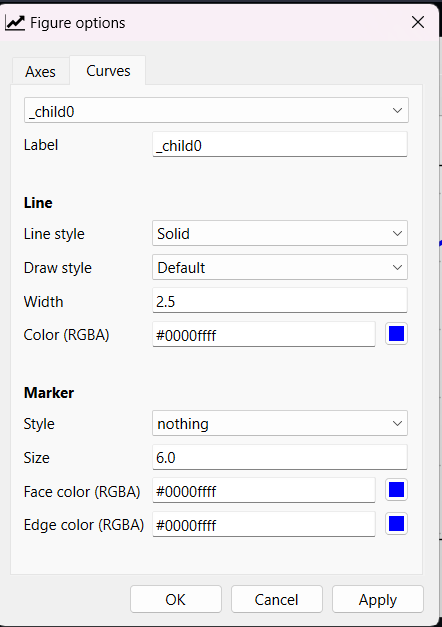 Figure options
Axes Curves
_child0
Label _child0
Line
Line style Solid
Draw style Default
Width 2.5
Color (RGBA) #0000ffff
Marker
Style nothing
Size 6.0
Face color (RGBA) #0000ffff
Edge color (RGBA) #0000ffff
OK Cancel Apply